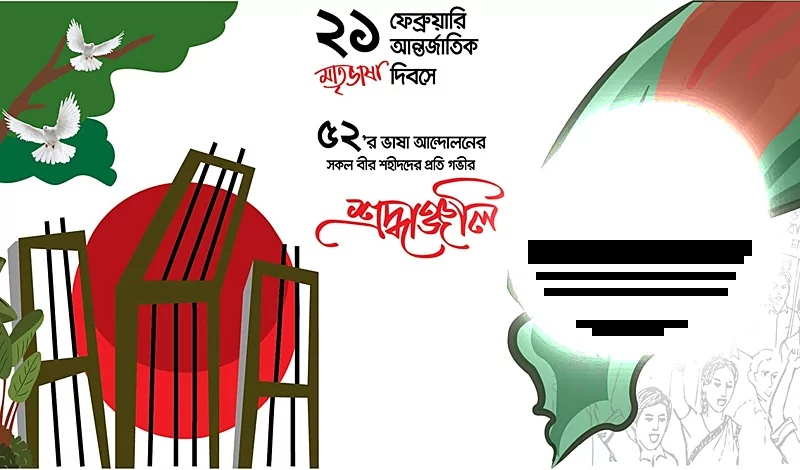 ২১ ফেব্রুয়ারি
আন্তর্জাতিক
মাতৃভাষা দিবসে
৫২'র ভাষা আন্দোলনের
সকল বীর শহীদদের প্রতি গভীর
শ্রদ্ধাঞ্জলি